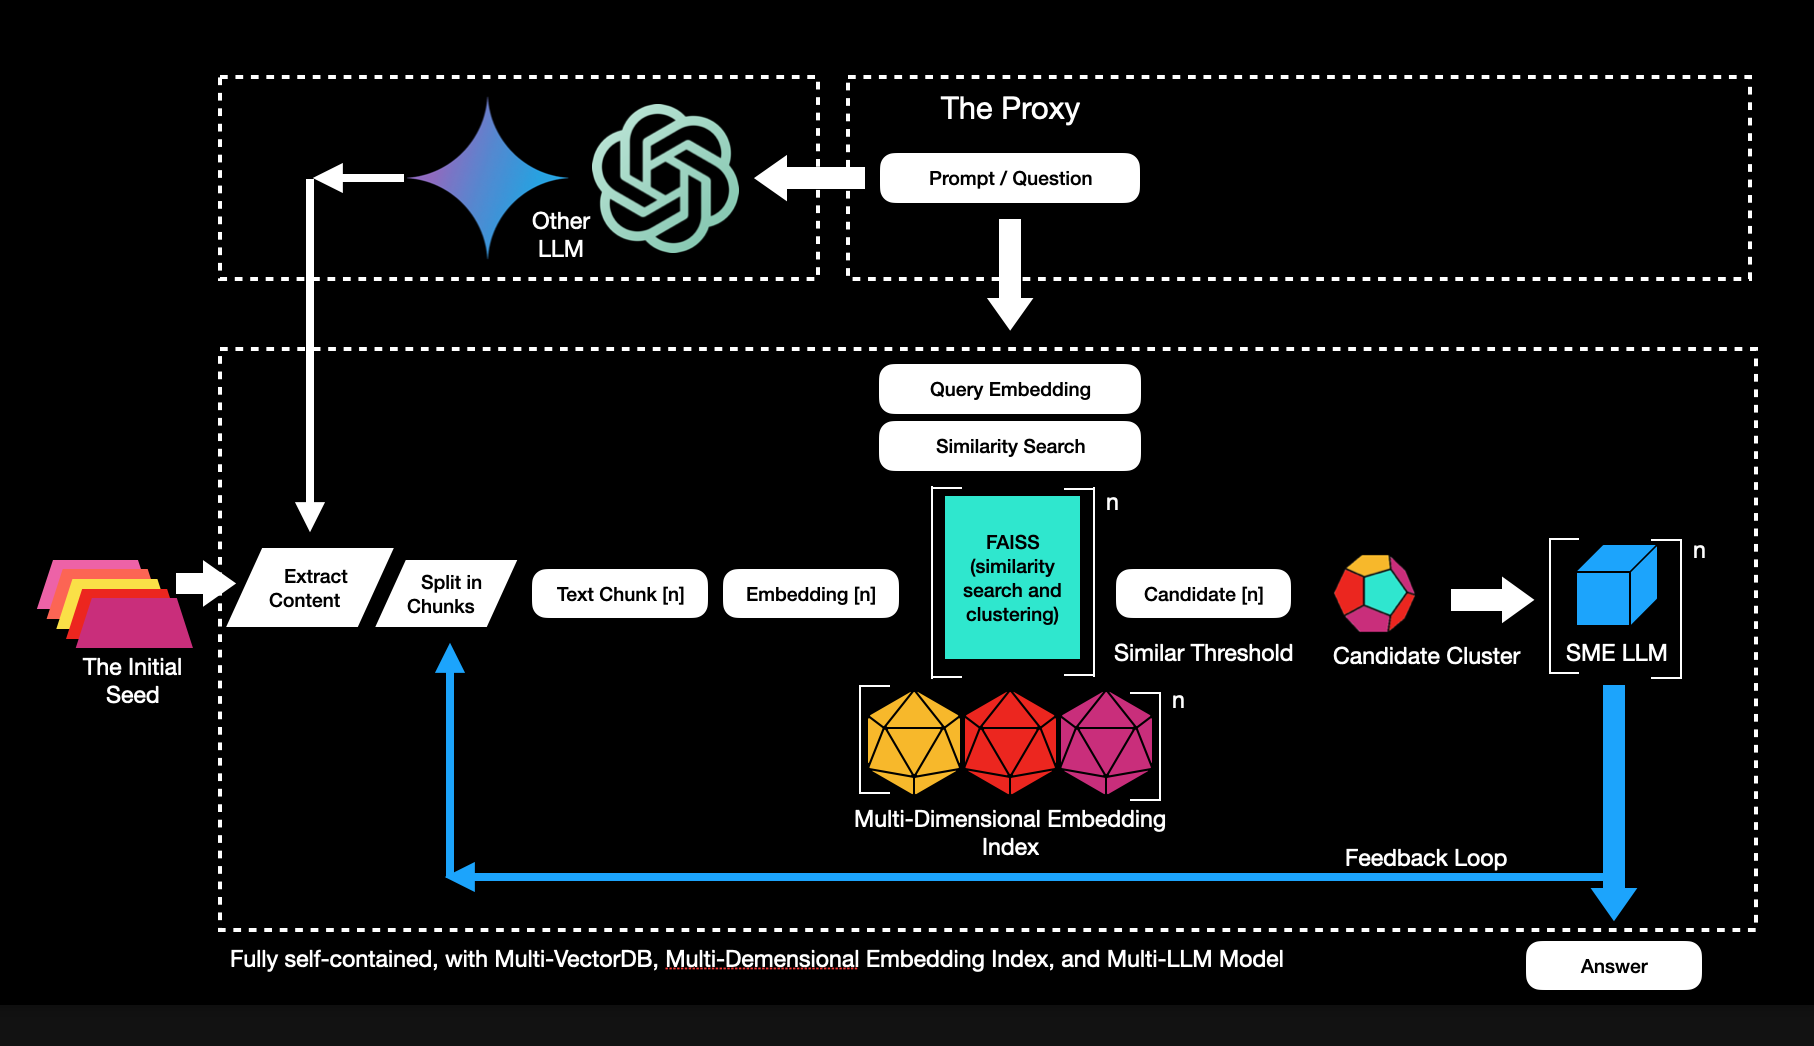 The Proxy
Prompt / Question
Other
LLM
Query Embedding
Similarity Search
n
FAISS
(similarity
search and
clustering)
n
Extract
Content
Split in
Chunks
Text Chunk [n]
Embedding [n]
Candidate [n]
Similar Threshold
Candidate Cluster
SME LLM
The Initial
Seed
n
Multi-Dimensional Embedding
Index
Feedback Loop
Fully self-contained, with Multi-VectorDB, Multi-Demensional Embedding Index, and Multi-LLM Model
Answer